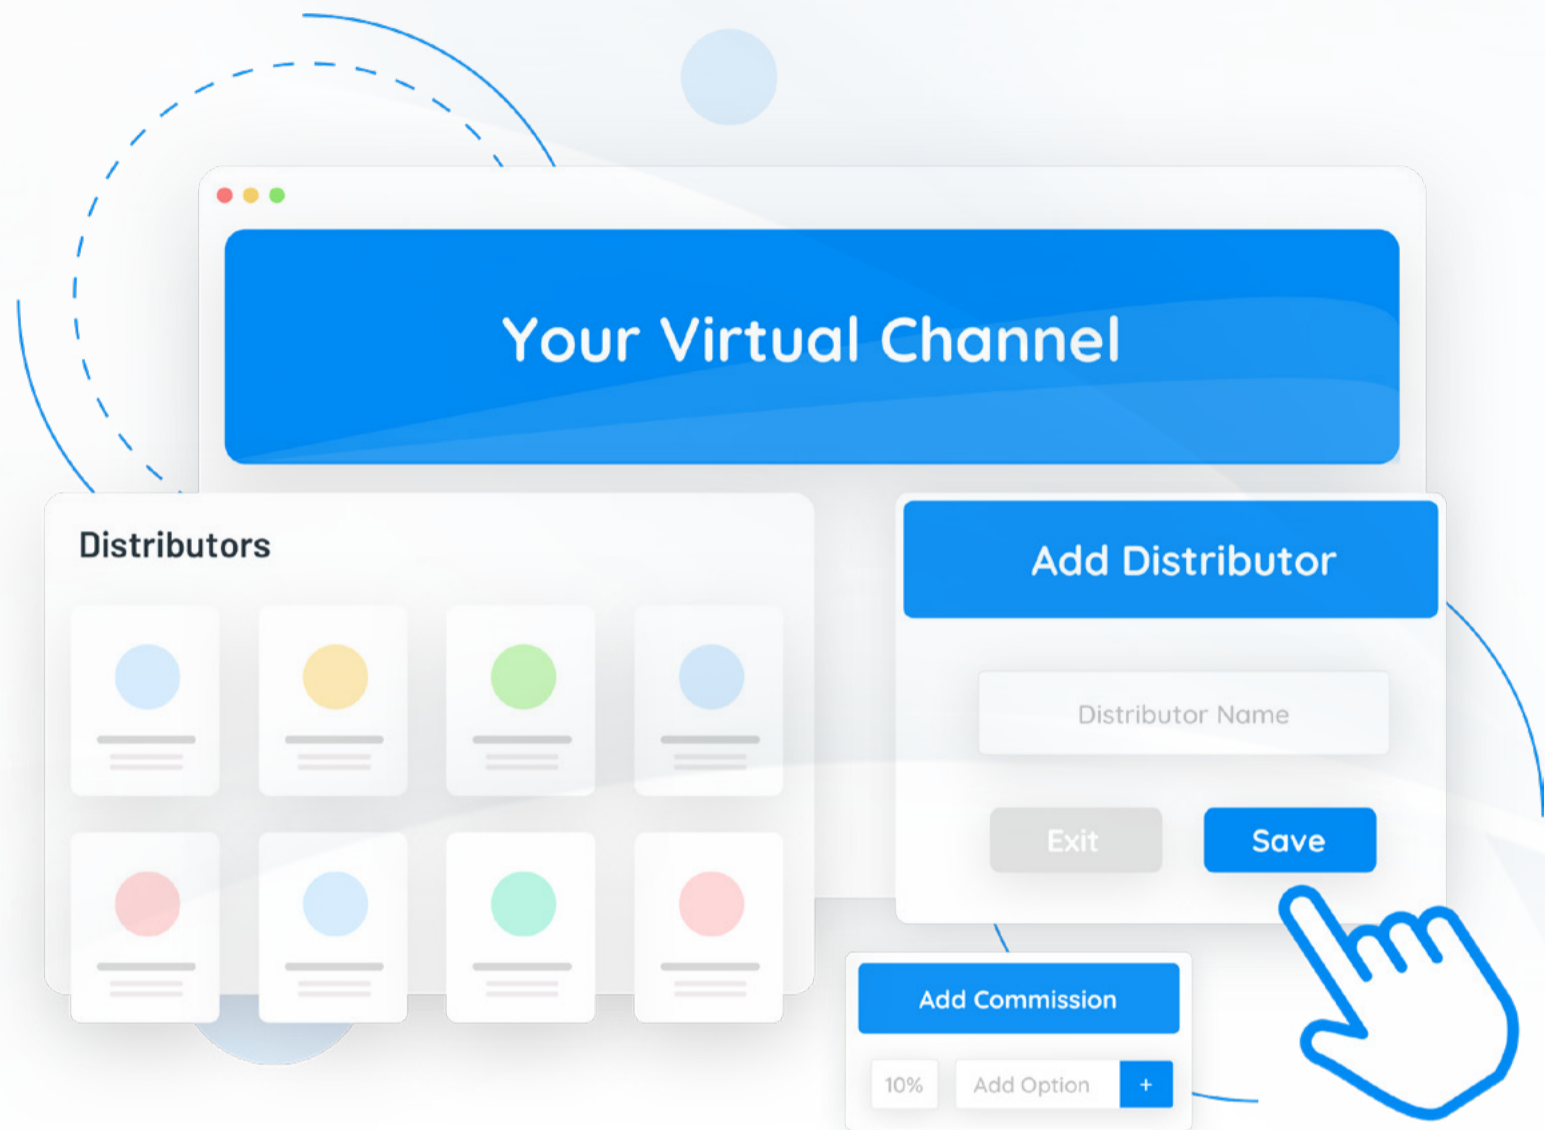 Your Virtual Channel
Distributors
Add Distributor
Distributor Name
Exit
Save
Add Commission
10%
Add Option
+